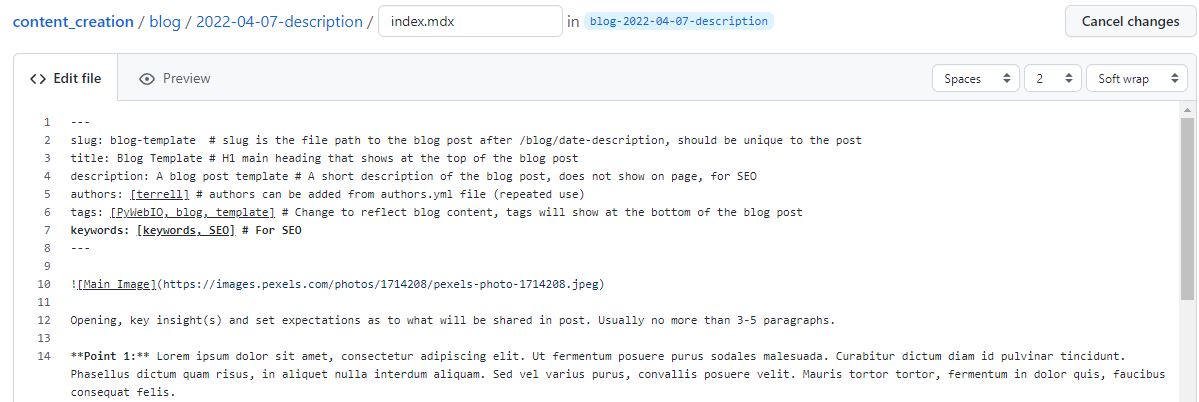 content_creation / blog / 2022-04-07-description / index.mdx in blog-2022-04-07-description Cancel changes
<> Edit file Preview Spaces 2 Soft wrap
1 ---
2 slug: blog-template  # slug is the file path to the blog post after /blog/date-description, should be unique to the post
3 title: Blog Template # H1 main heading that shows at the top of the blog post
4 description: A blog post template # A short description of the blog post, does not show on page, for SEO
5 authors: [terrell] # authors can be added from authors.yml file (repeated use)
6 tags: [PyWebIO, blog, template] # Change to reflect blog content, tags will show at the bottom of the blog post
7 keywords: [keywords, SEO] # For SEO
8 ---
9
10 ![Main Image](https://images.pexels.com/photos/1714208/pexels-photo-1714208.jpeg)
11
12 Opening, key insight(s) and set expectations as to what will be shared in post. Usually no more than 3-5 paragraphs.
13
14 **Point 1:** Lorem ipsum dolor sit amet, consectetur adipiscing elit. Ut fermentum posuere purus sodales malesuada. Curabitur dictum diam id pulvinar tincidunt.
Phasellus dictum quam risus, in aliquet nulla interdum aliquam. Sed vel varius purus, convallis posuere velit. Mauris tortor tortor, fermentum in dolor quis, faucibus
consequat felis.